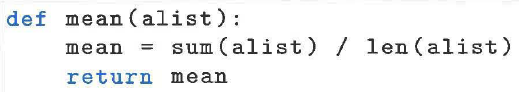 def mean(alist):
    mean = sum(alist) / len(alist)
    return mean